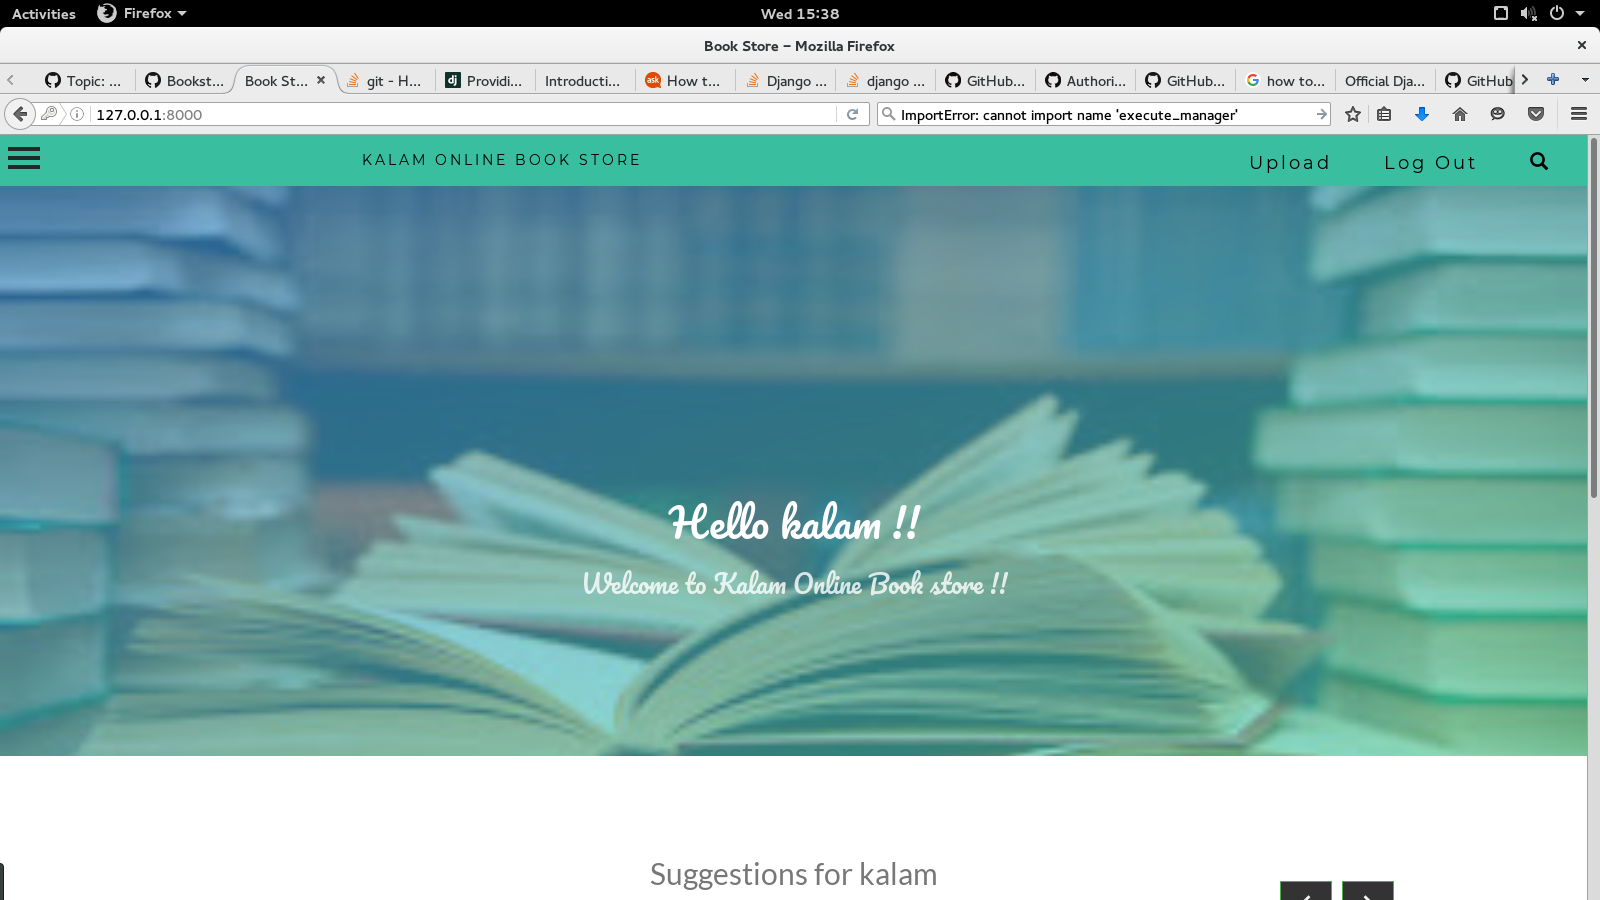 Activities Firefox Wed 15:38
Book Store – Mozilla Firefox
Topic: ... Bookst... Book St... git - H... Providi... Introducti... How t... Django ... django ... GitHub... Authori... GitHub... how to... Official Dja... GitHub
127.0.0.1:8000 ImportError: cannot import name 'execute_manager'
KALAM ONLINE BOOK STORE Upload Log Out
Hello kalam !!
Welcome to Kalam Online Book store !!
Suggestions for kalam